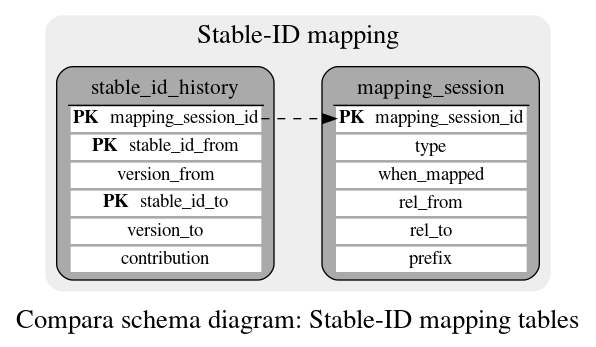 Stable-ID mapping
stable_id_history
PK mapping_session_id
PK stable_id_from
version_from
PK stable_id_to
version_to
contribution
mapping_session
PK mapping_session_id
type
when_mapped
rel_from
rel_to
prefix
Compara schema diagram: Stable-ID mapping tables